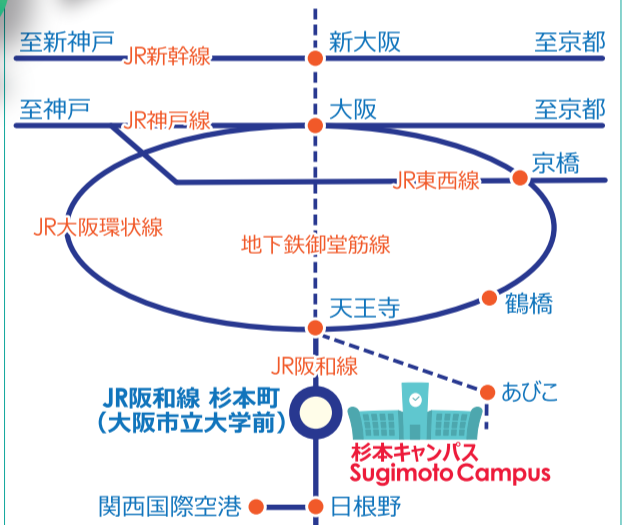 至新神戸
JR新幹線
新大阪
至京都
至神戸
JR神戸線
大阪
至京都
京橋
JR東西線
JR大阪環状線
地下鉄御堂筋線
鶴橋
天王寺
JR阪和線
JR阪和線 杉本町
（大阪市立大学前）
あびこ
杉本キャンパス
Sugimoto Campus
関西国際空港
日根野